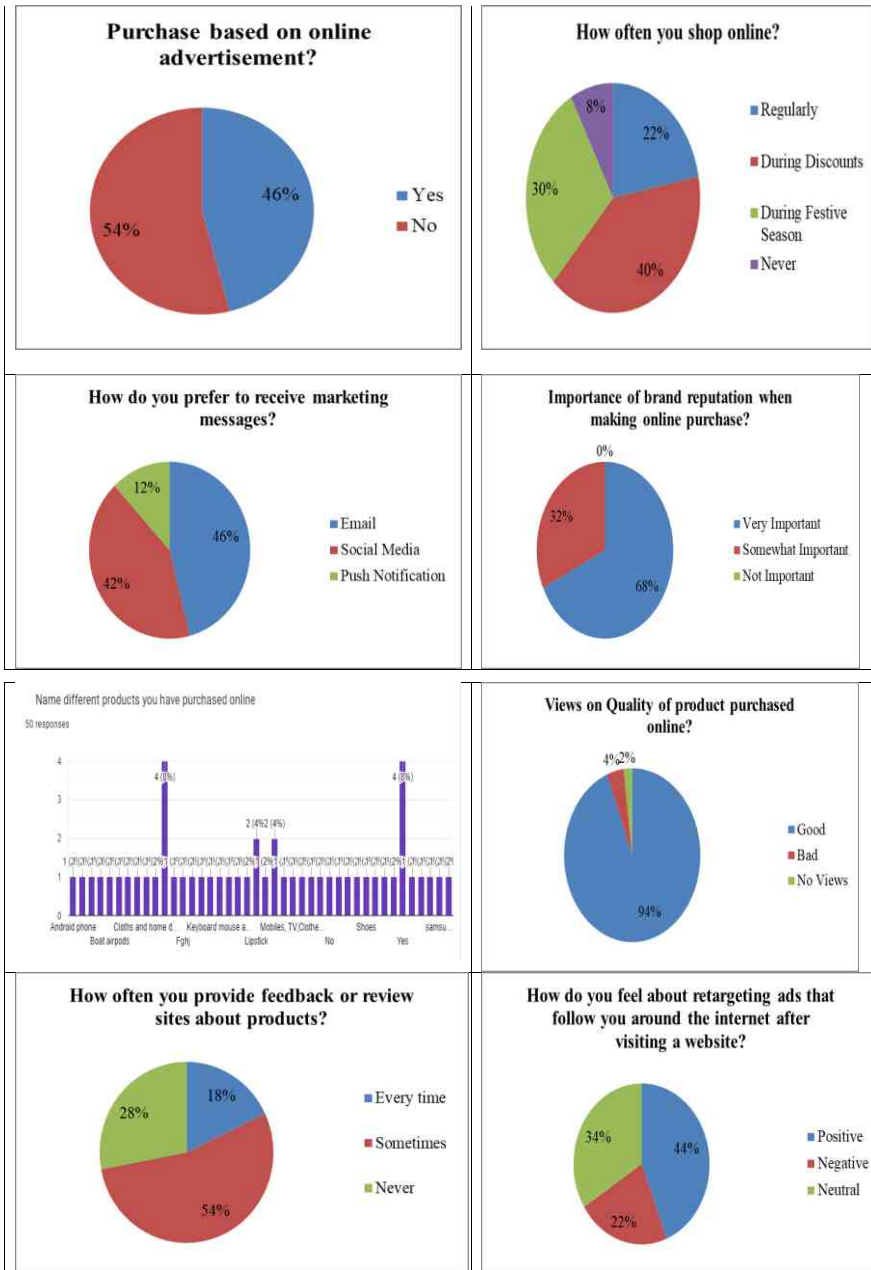 Purchase based on online
advertisement?
46%
54%
Yes
No
How often you shop online?
8%
22%
30%
40%
Regularly
During Discounts
During Festive
Season
Never
How do you prefer to receive marketing
messages?
12%
46%
42%
Email
Social Media
Push Notification
Importance of brand reputation when
making online purchase?
0%
32%
68%
Very Important
Somewhat Important
Not Important
Name different products you have purchased online
50 responses
4
3
2
1
0
4 (8%)
2 (4%
2 (4%)
4 (8%)
Android phone
Boat airpods
Cloths and home d...
Fghj
Keyboard mouse a...
Lipstick
Mobiles, TV,Clothe...
No
Shoes
Yes
samsu...
Views on Quality of product purchased
online?
4%
2%
94%
Good
Bad
No Views
How often you provide feedback or review
sites about products?
18%
28%
54%
Every time
Sometimes
Never
How do you feel about retargeting ads that
follow you around the internet after
visiting a website?
34%
44%
22%
Positive
Negative
Neutral